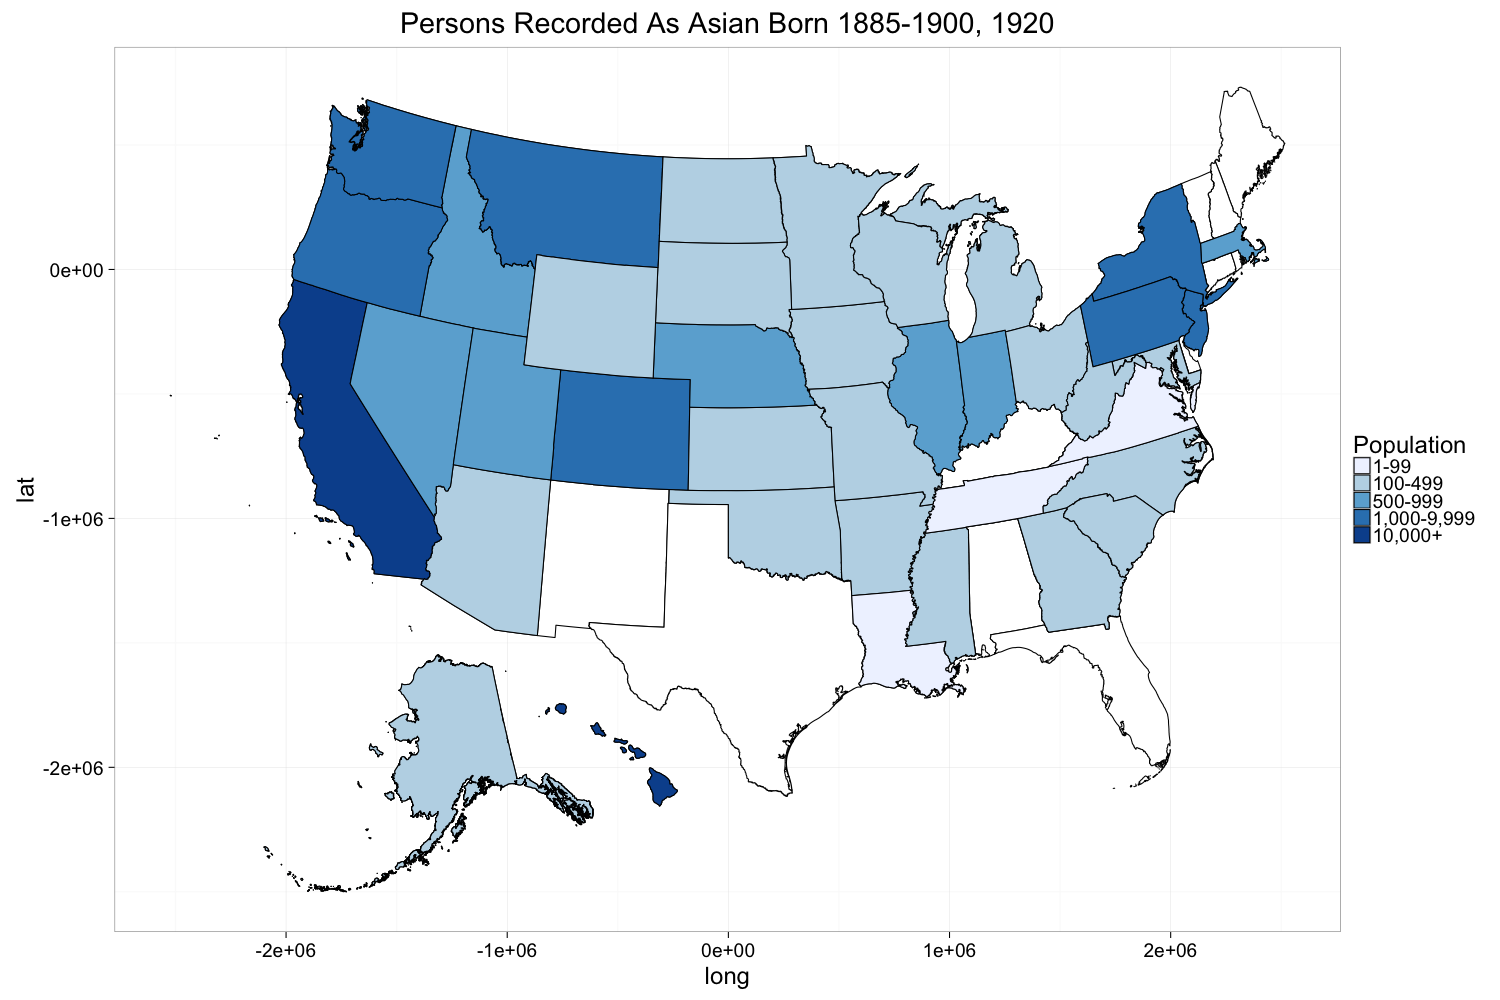 Persons Recorded As Asian Born 1885-1900, 1920
0e+00
-1e+06
-2e+06
lat
-2e+06
-1e+06
0e+00
1e+06
2e+06
long
Population
1-99
100-499
500-999
1,000-9,999
10,000+